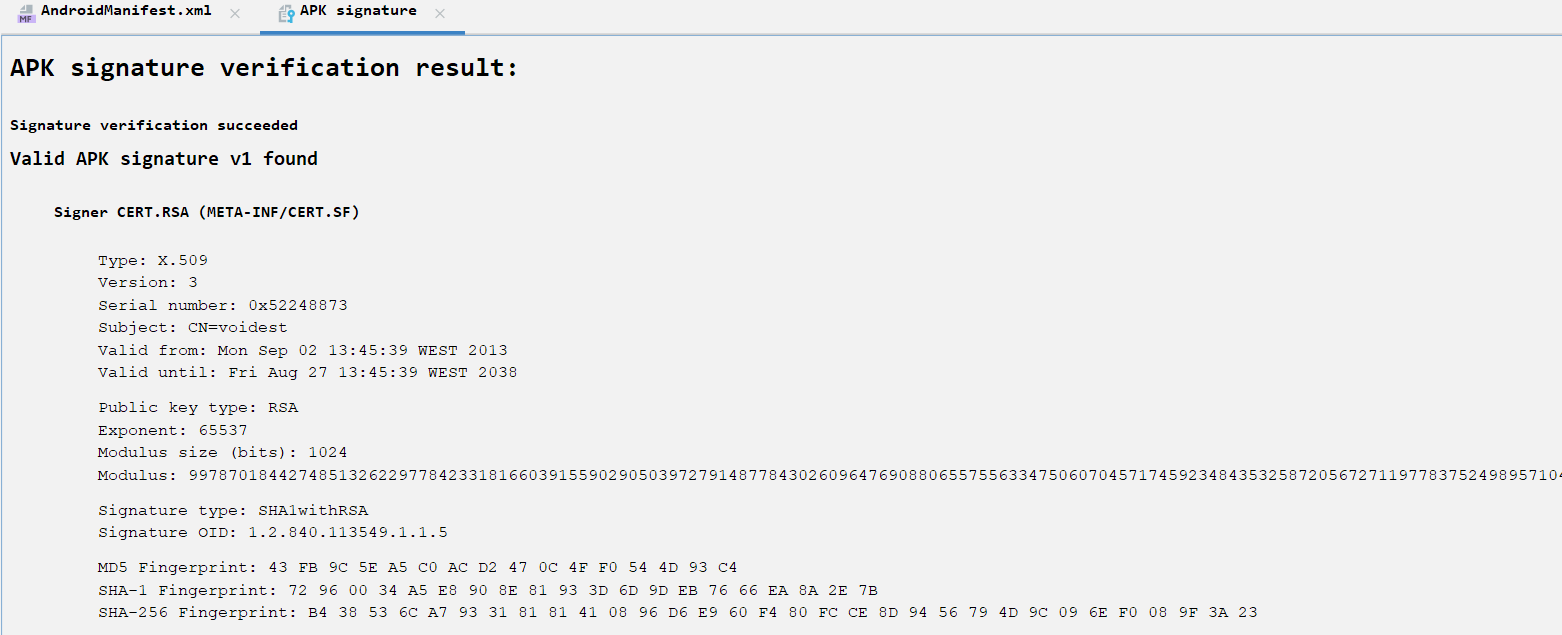 AndroidManifest.xml
APK signature
APK signature verification result:
Signature verification succeeded
Valid APK signature v1 found
Signer CERT.RSA (META-INF/CERT.SF)
Type: X.509
Version: 3
Serial number: 0x52248873
Subject: CN=voidest
Valid from: Mon Sep 02 13:45:39 WEST 2013
Valid until: Fri Aug 27 13:45:39 WEST 2038
Public key type: RSA
Exponent: 65537
Modulus size (bits): 1024
Modulus: 99787018442748513262297784233181660391559029050397279148778430260964769088065575563347506070457174592348435325872056727119778375249895710
Signature type: SHA1withRSA
Signature OID: 1.2.840.113549.1.1.5
MD5 Fingerprint: 43 FB 9C 5E A5 C0 AC D2 47 0C 4F F0 54 4D 93 C4
SHA-1 Fingerprint: 72 96 00 34 A5 E8 90 8E 81 93 3D 6D 9D EB 76 66 EA 8A 2E 7B
SHA-256 Fingerprint: B4 38 53 6C A7 93 31 81 81 41 08 96 D6 E9 60 F4 80 FC CE 8D 94 56 79 4D 9C 09 6E F0 08 9F 3A 23